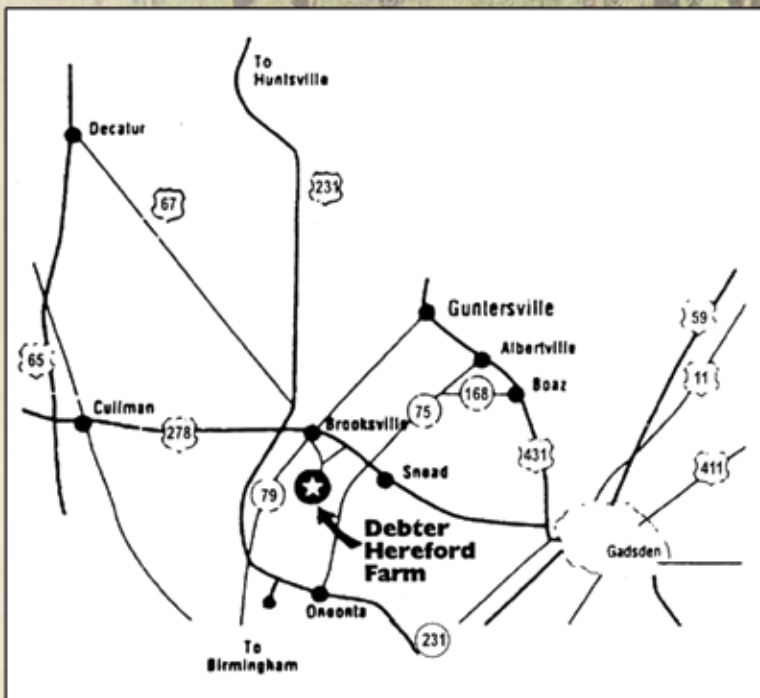 To
Huntsville
Decatur
67
231
Guntersville
59
Albertville
65
11
168
Boaz
75
Cullman
Brooksville
278
431
411
Snead
79
Debter
Hereford
Farm
Gadsden
Oneonta
231
To
Birmingham